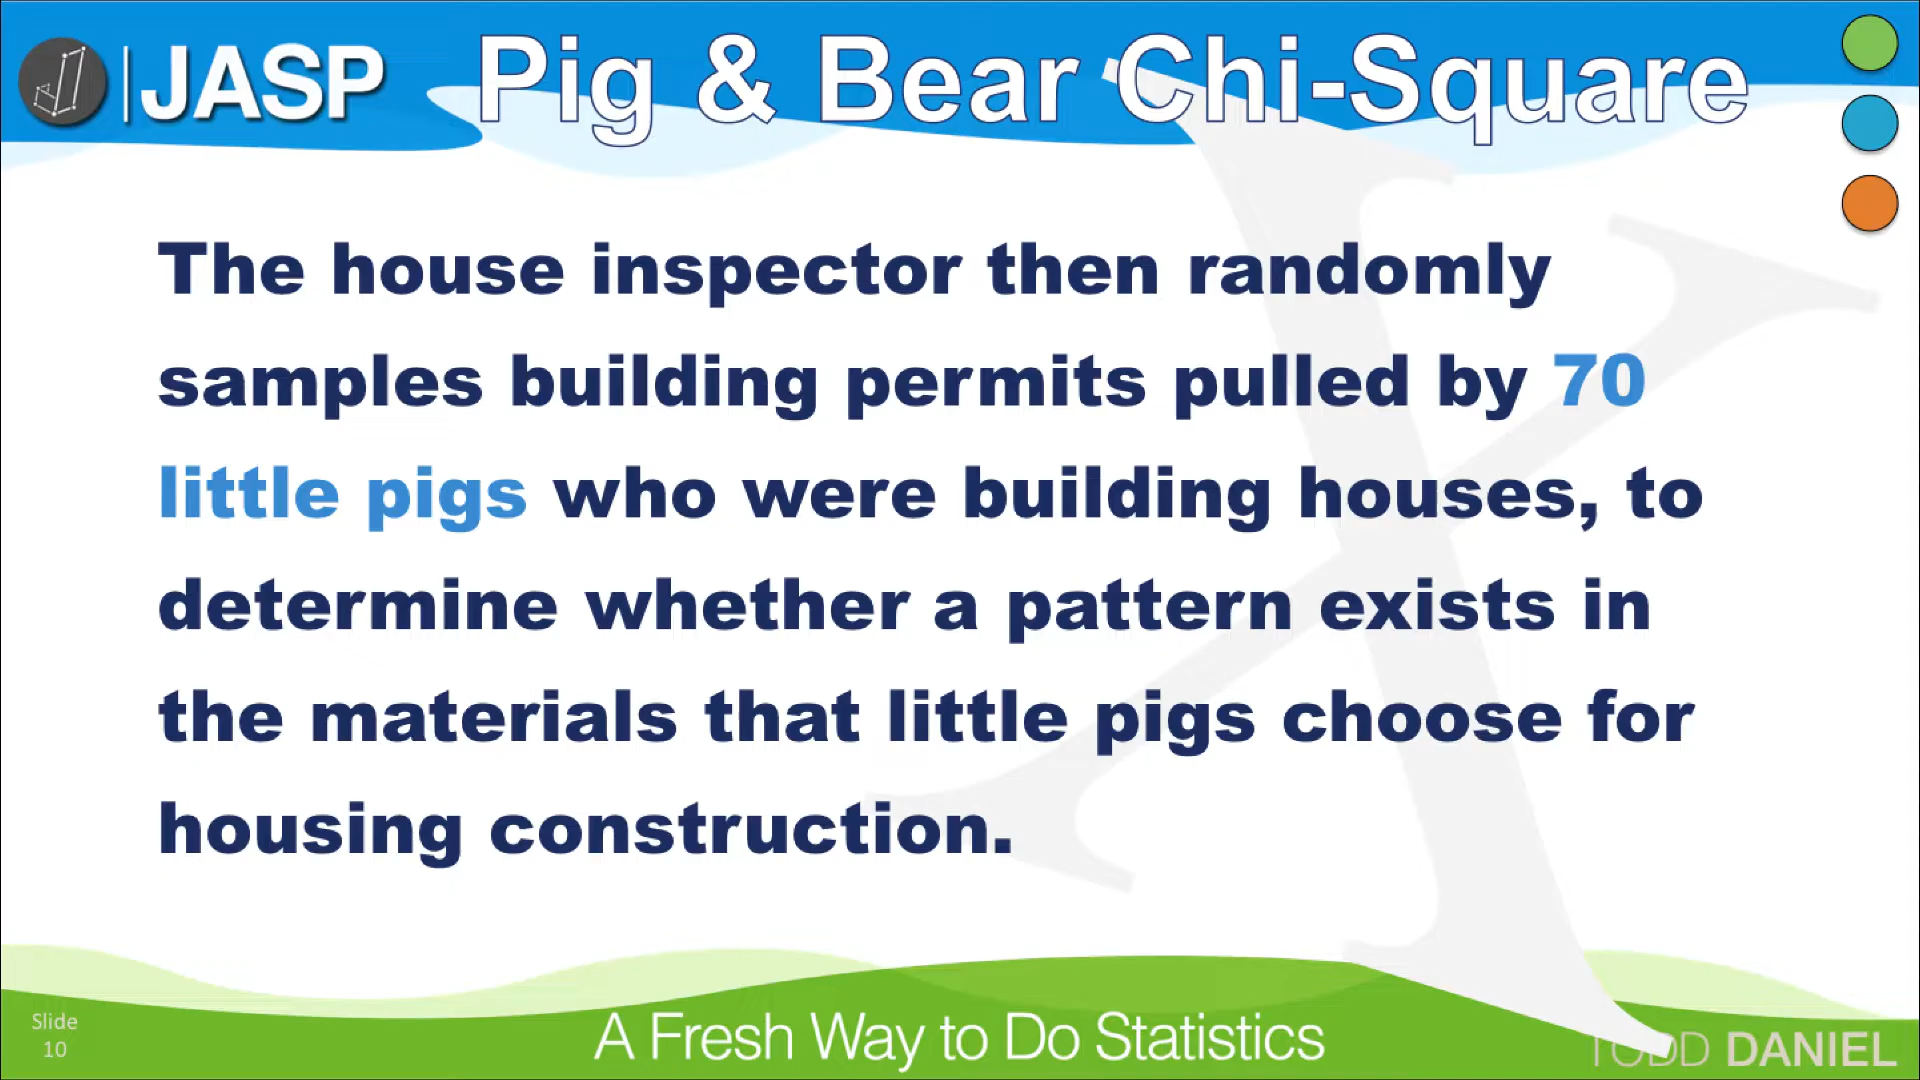 JASP Pig & Bear Chi-Square
The house inspector then randomly
samples building permits pulled by 70
little pigs who were building houses, to
determine whether a pattern exists in
the materials that little pigs choose for
housing construction.
Slide
10
A Fresh Way to Do Statistics
TODD DANIEL